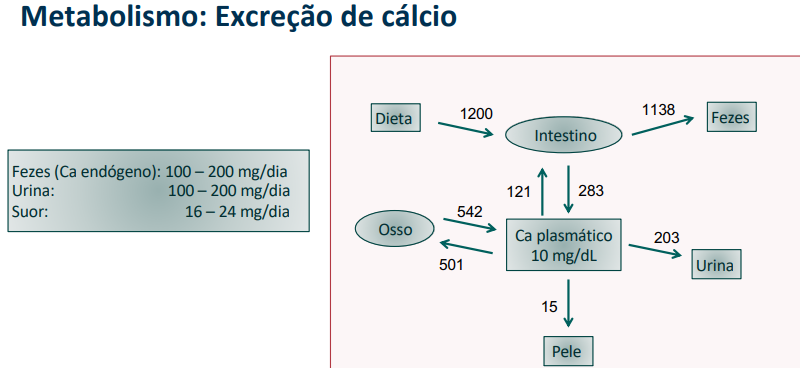 Metabolismo: Excreção de cálcio
Fezes (Ca endógeno): 100 – 200 mg/dia
Urina: 100 – 200 mg/dia
Suor: 16 – 24 mg/dia
Dieta
1200
Intestino
1138
Fezes
121
283
Osso
542
501
Ca plasmático
10 mg/dL
203
Urina
15
Pele